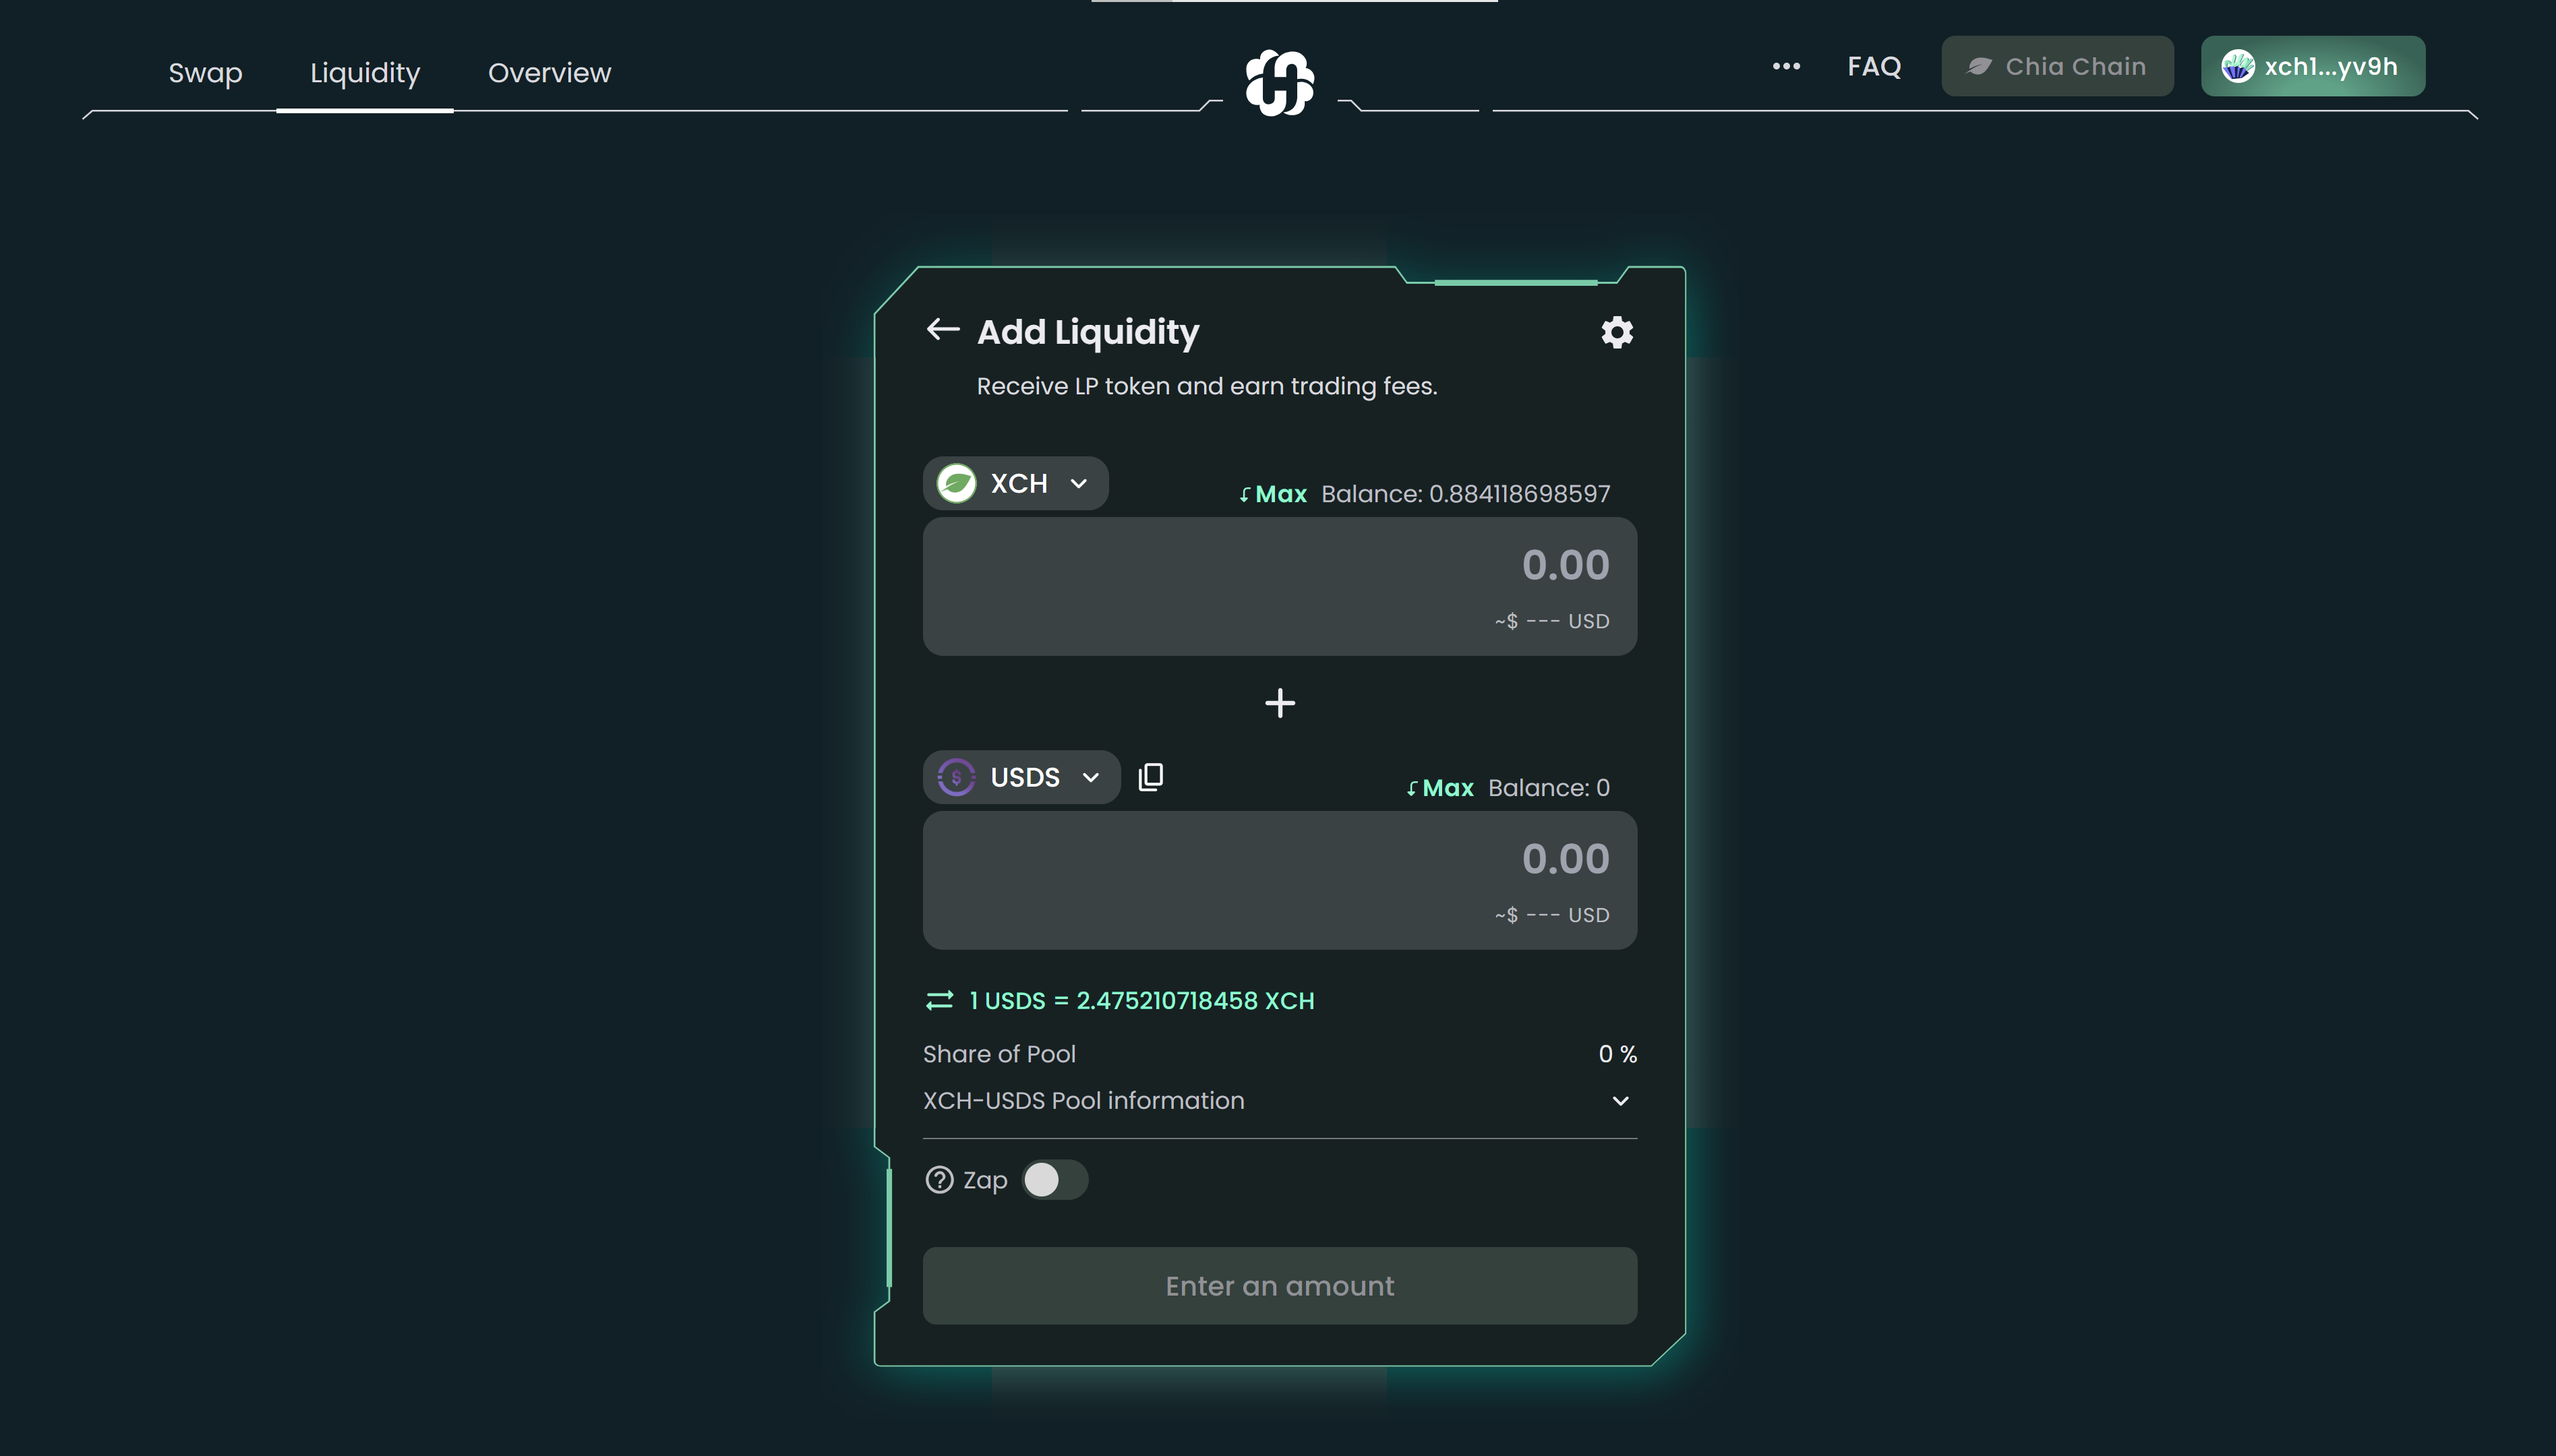 Swap
Liquidity
Overview
FAQ
Chia Chain
xch1...yv9h
Add Liquidity
Receive LP token and earn trading fees.
XCH
Max Balance: 0.884118698597
0.00
~$ --- USD
USDS
Max Balance: 0
0.00
~$ --- USD
1 USDS = 2.475210718458 XCH
Share of Pool 0 %
XCH-USDS Pool information
Zap
Enter an amount